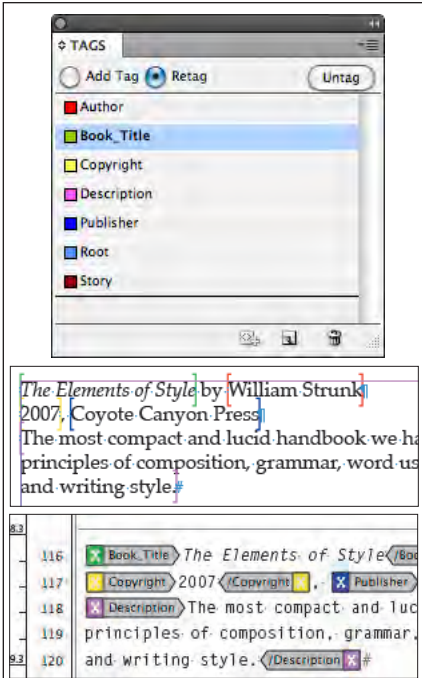 TAGS
Add Tag Retag Untag
Author
Book_Title
Copyright
Description
Publisher
Root
Story
The Elements of Style by William Strunk¶
2007, Coyote Canyon Press¶
The most compact and lucid handbook we ha
principles of composition, grammar, word us
and writing style.#
8.3
116 Book_Title The Elements of Style /Boo
117 Copyright 2007 /Copyright , Publisher
118 Description The most compact and luc
119 principles of composition, grammar,
9.3 120 and writing style. /Description #